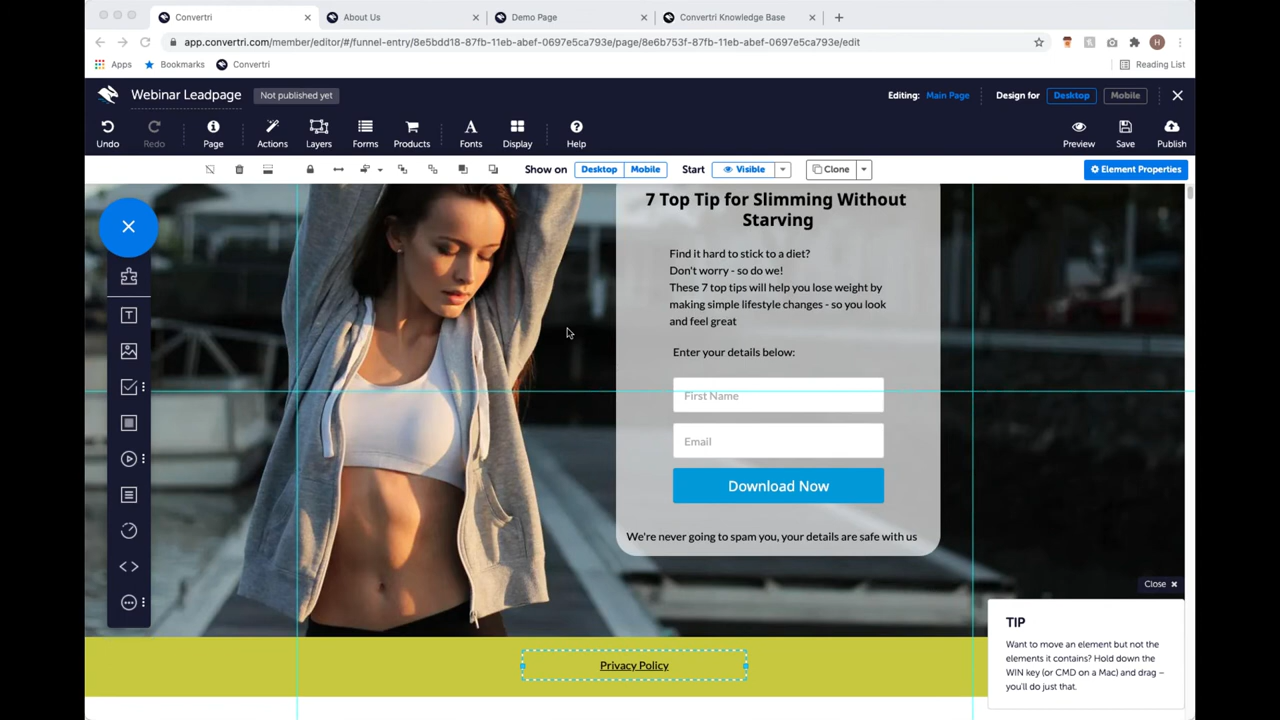 Convertri
About Us
Demo Page
Convertri Knowledge Base
app.convertri.com/member/editor/#/funnel-entry/8e5bdd18-87fb-11eb-abef-0697e5ca793e/page/8e6b753f-87fb-11eb-abef-0697e5ca793e/edit
H
Apps
Bookmarks
Convertri
Reading List
Webinar Leadpage
Not published yet
Editing: Main Page
Design for
Desktop
Mobile
Undo
Redo
Page
Actions
Layers
Forms
Products
Fonts
Display
Help
Preview
Save
Publish
Show on
Desktop
Mobile
Start
Visible
Clone
Element Properties
7 Top Tip for Slimming Without
Starving
Find it hard to stick to a diet?
Don't worry - so do we!
These 7 top tips will help you lose weight by
making simple lifestyle changes - so you look
and feel great
Enter your details below:
First Name
Email
Download Now
We're never going to spam you, your details are safe with us
Close
TIP
Want to move an element but not the
elements it contains? Hold down the
WIN key (or CMD on a Mac) and drag –
you'll do just that.
Privacy Policy